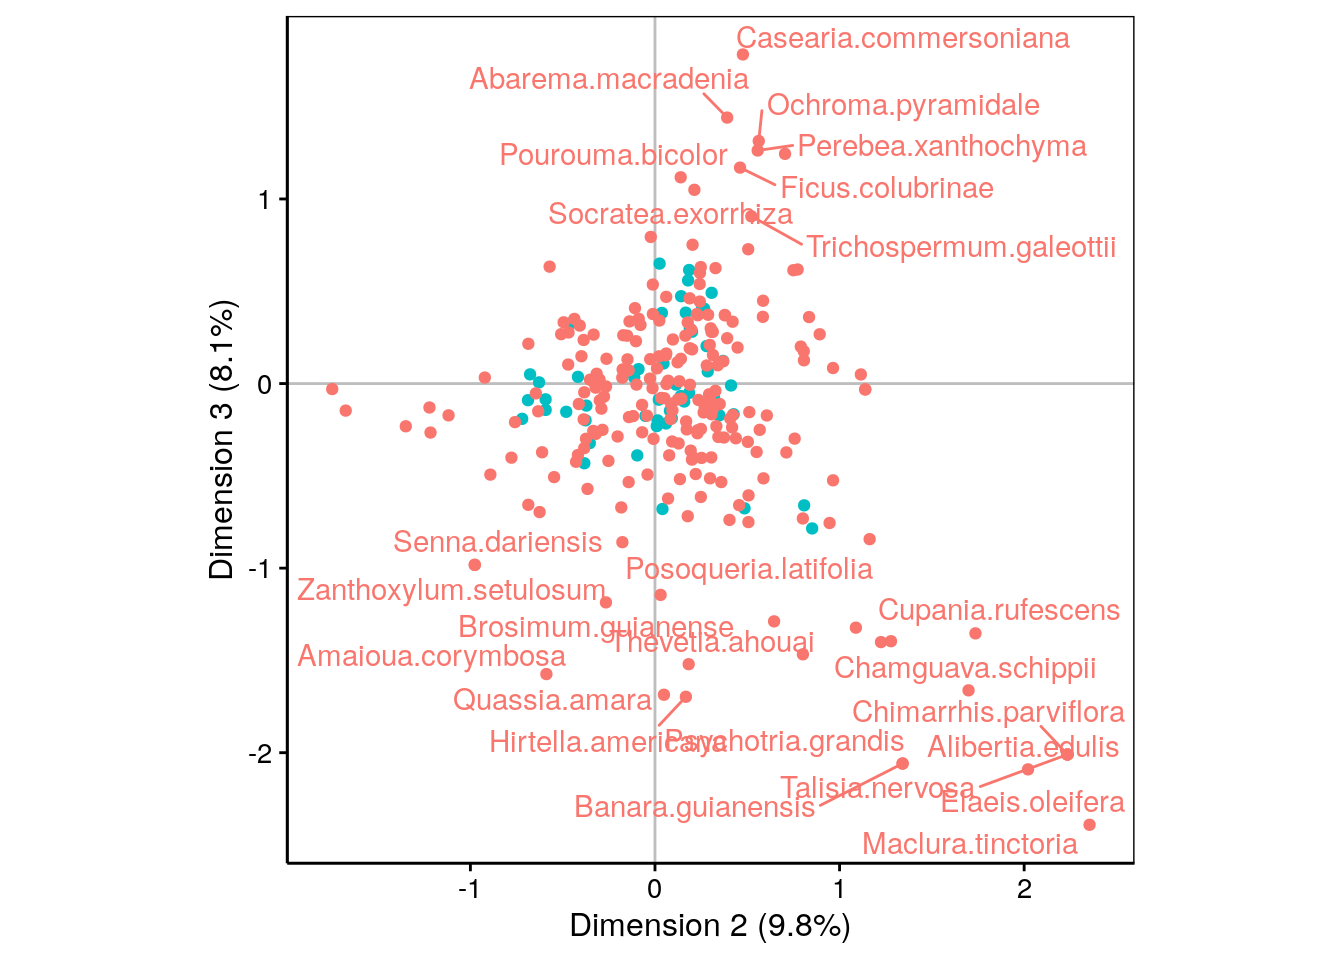 Casearia.commersoniana
Abarema.macradenia
Ochroma.pyramidale
Perebea.xanthochyma
Pourouma.bicolor
Ficus.colubrinae
Socratea.exorrhiza
Trichospermum.galeottii
1
0
Dimension 3 (8.1%)
Senna.dariensis
-1
Posoqueria.latifolia
Zanthoxylum.setulosum
Cupania.rufescens
Brosimum.guianense
Thevetia.ahouai
Amaioua.corymbosa
Chamguava.schippii
Quassia.amara
Chimarrhis.parviflora
Hirtella.americana
Psychotria.grandis
Alibertia.edulis
-2
Talisia.nervosa
Elaeis.oleifera
Banara.guianensis
Maclura.tinctoria
-1 0 1 2
Dimension 2 (9.8%)